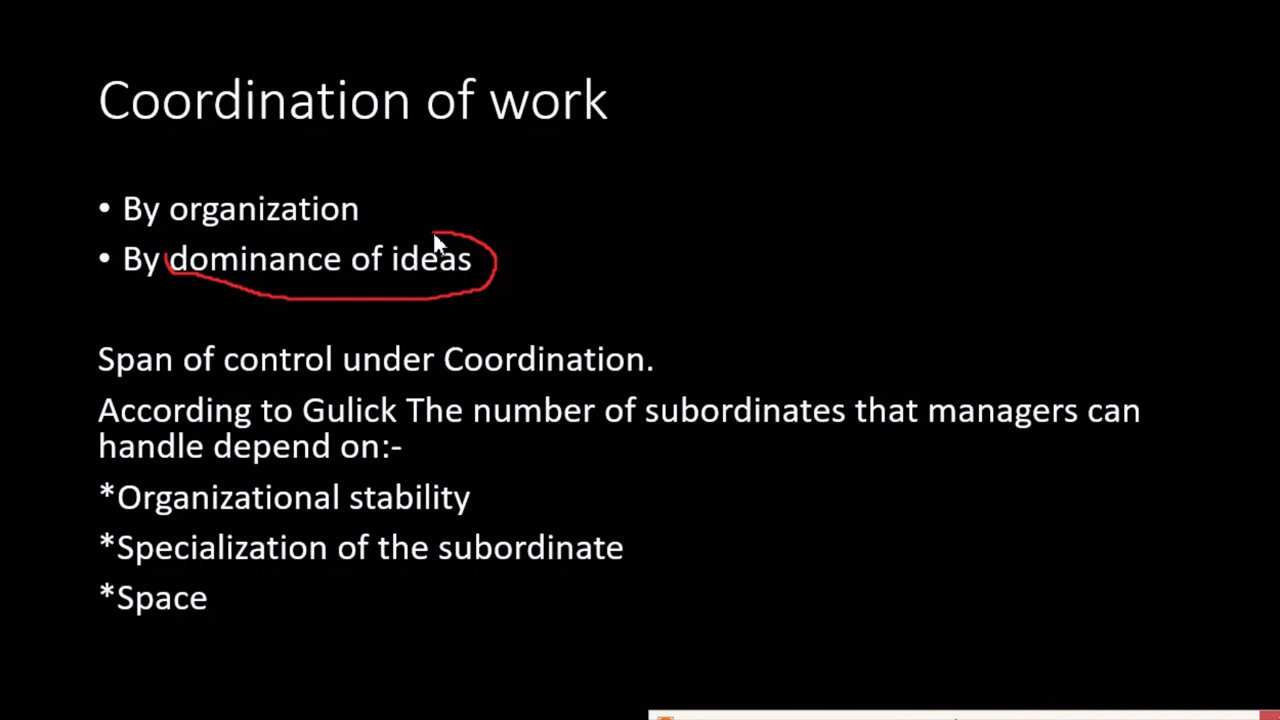 Coordination of work
• By organization
• By dominance of ideas
Span of control under Coordination.
According to Gulick The number of subordinates that managers can
handle depend on:-
*Organizational stability
*Specialization of the subordinate
*Space